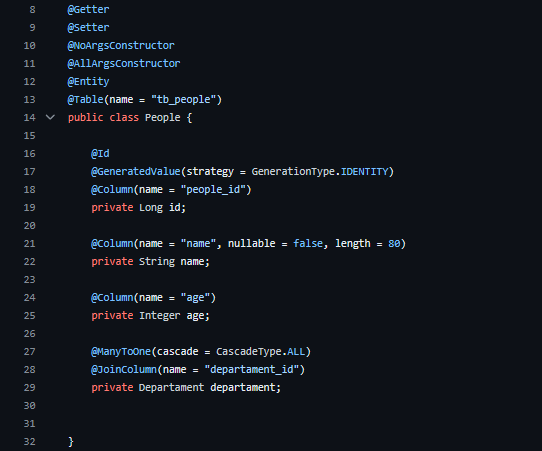 8 @Getter
9 @Setter
10 @NoArgsConstructor
11 @AllArgsConstructor
12 @Entity
13 @Table(name = "tb_people")
14 public class People {
15
16 @Id
17 @GeneratedValue(strategy = GenerationType.IDENTITY)
18 @Column(name = "people_id")
19 private Long id;
20
21 @Column(name = "name", nullable = false, length = 80)
22 private String name;
23
24 @Column(name = "age")
25 private Integer age;
26
27 @ManyToOne(cascade = CascadeType.ALL)
28 @JoinColumn(name = "departament_id")
29 private Departament departament;
30
31
32 }